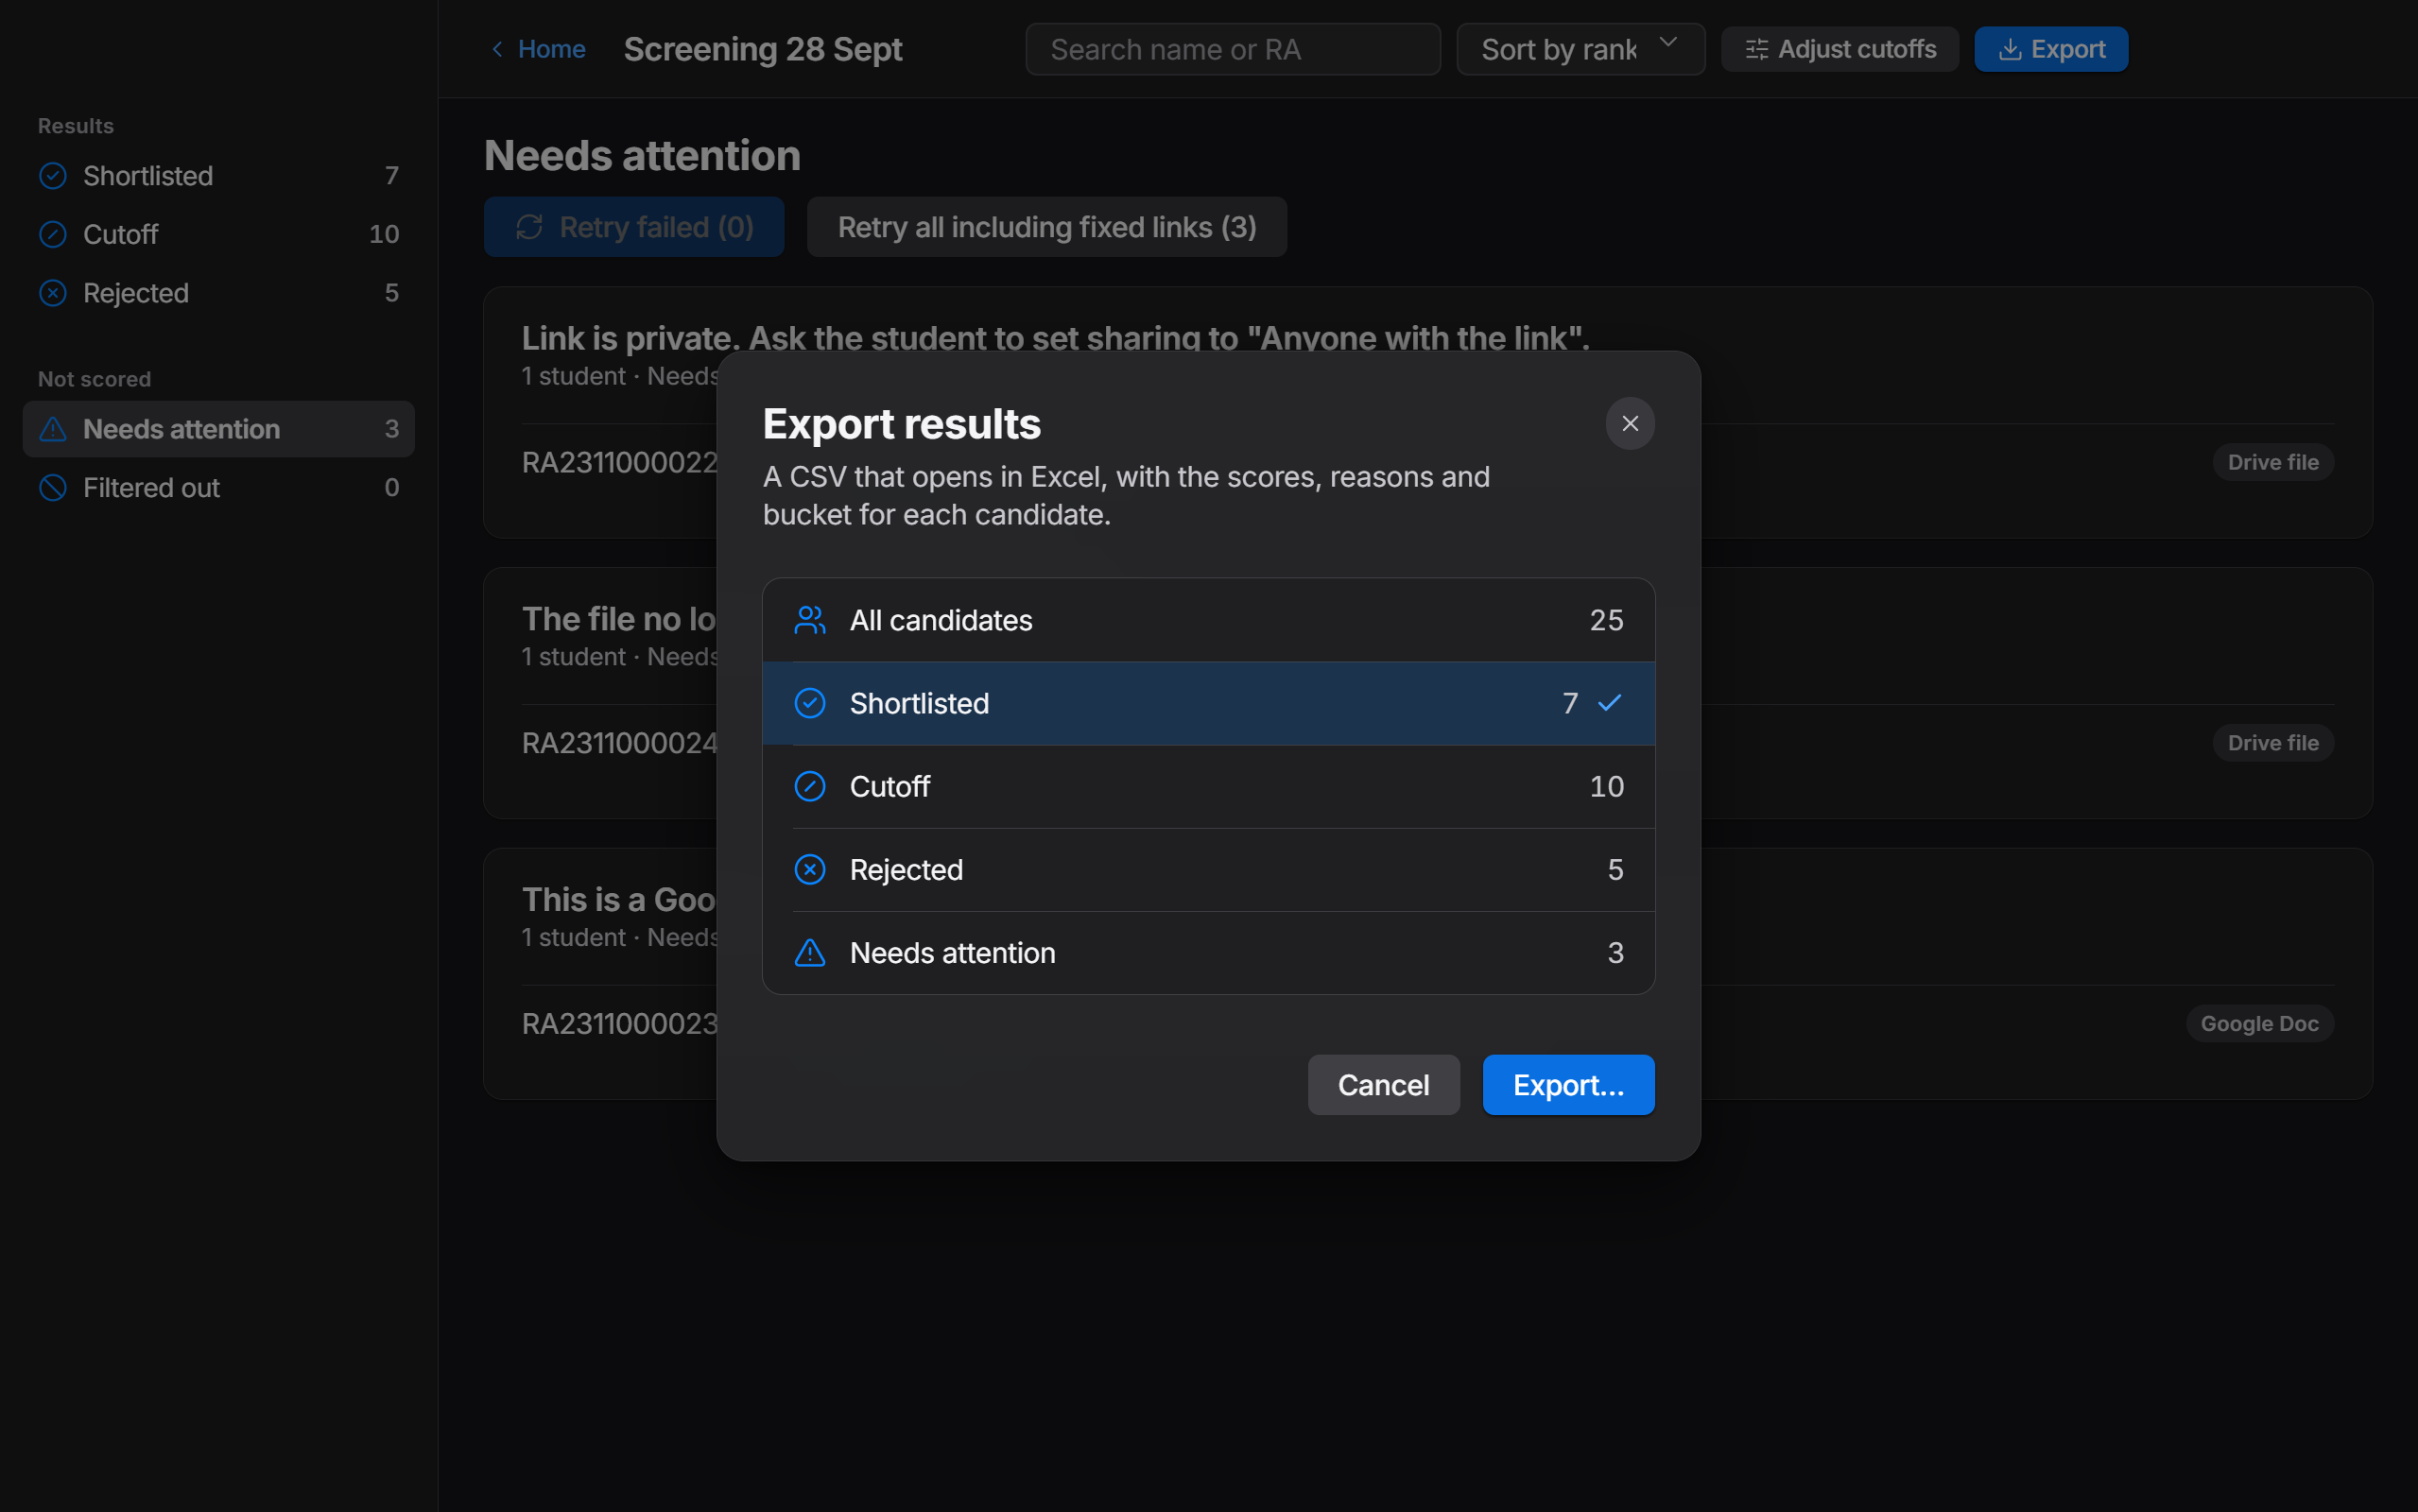 Home
Screening 28 Sept
Search name or RA
Sort by rank
Adjust cutoffs
Export
Results
Shortlisted 7
Cutoff 10
Rejected 5
Not scored
Needs attention 3
Filtered out 0
Needs attention
Retry failed (0)
Retry all including fixed links (3)
Link is private. Ask the student to set sharing to "Anyone with the link".
1 student · Needs
RA2311000022
Drive file
The file no lo
1 student · Needs
RA2311000024
Drive file
This is a Goo
1 student · Needs
RA2311000023
Google Doc
Export results
A CSV that opens in Excel, with the scores, reasons and
bucket for each candidate.
All candidates 25
Shortlisted 7
Cutoff 10
Rejected 5
Needs attention 3
Cancel
Export...